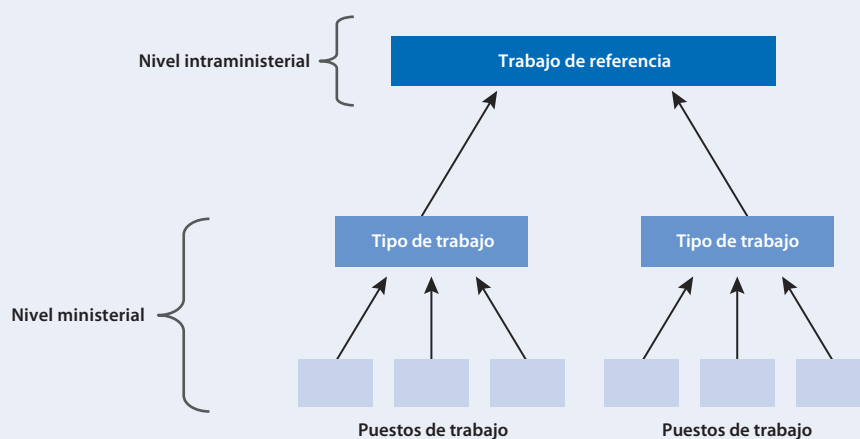 Nivel intraministerial
Trabajo de referencia
Tipo de trabajo
Tipo de trabajo
Nivel ministerial
Puestos de trabajo
Puestos de trabajo